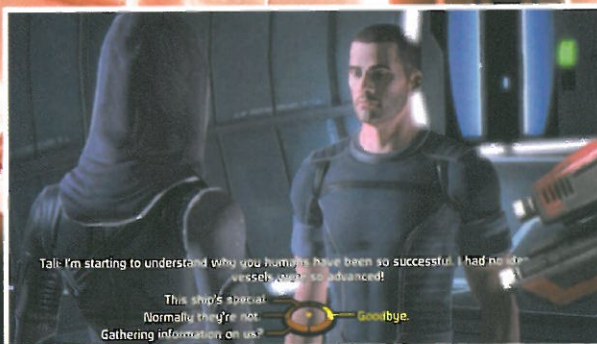 Tali: I'm starting to understand why you humans have been so successful. I had no
vessels were so advanced!
This ship's special.
Normally they're not.
Goodbye.
Gathering information on us?